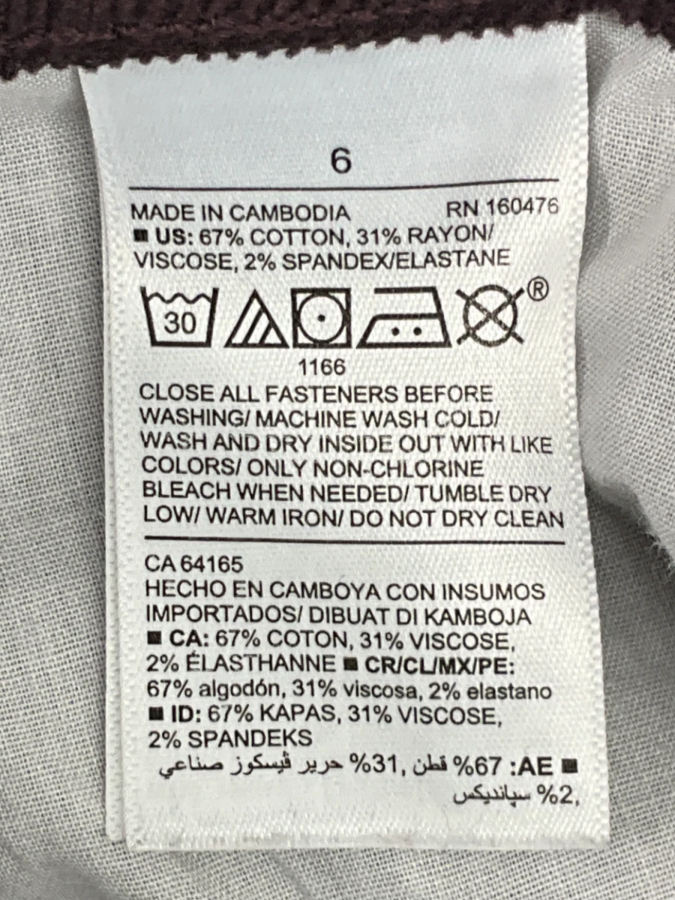 6
MADE IN CAMBODIA RN 160476
■ US: 67% COTTON, 31% RAYON/
VISCOSE, 2% SPANDEX/ELASTANE
30 ®
1166
CLOSE ALL FASTENERS BEFORE
WASHING/ MACHINE WASH COLD/
WASH AND DRY INSIDE OUT WITH LIKE
COLORS/ ONLY NON-CHLORINE
BLEACH WHEN NEEDED/ TUMBLE DRY
LOW/ WARM IRON/ DO NOT DRY CLEAN
CA 64165
HECHO EN CAMBOYA CON INSUMOS
IMPORTADOS/ DIBUAT DI KAMBOJA
■ CA: 67% COTON, 31% VISCOSE,
2% ÉLASTHANNE ■ CR/CL/MX/PE:
67% algodón, 31% viscosa, 2% elastano
■ ID: 67% KAPAS, 31% VISCOSE,
2% SPANDEKS
■ AE: 67% قطن, 31% حرير ڤيسكوز صناعي
,2% سپانديكس